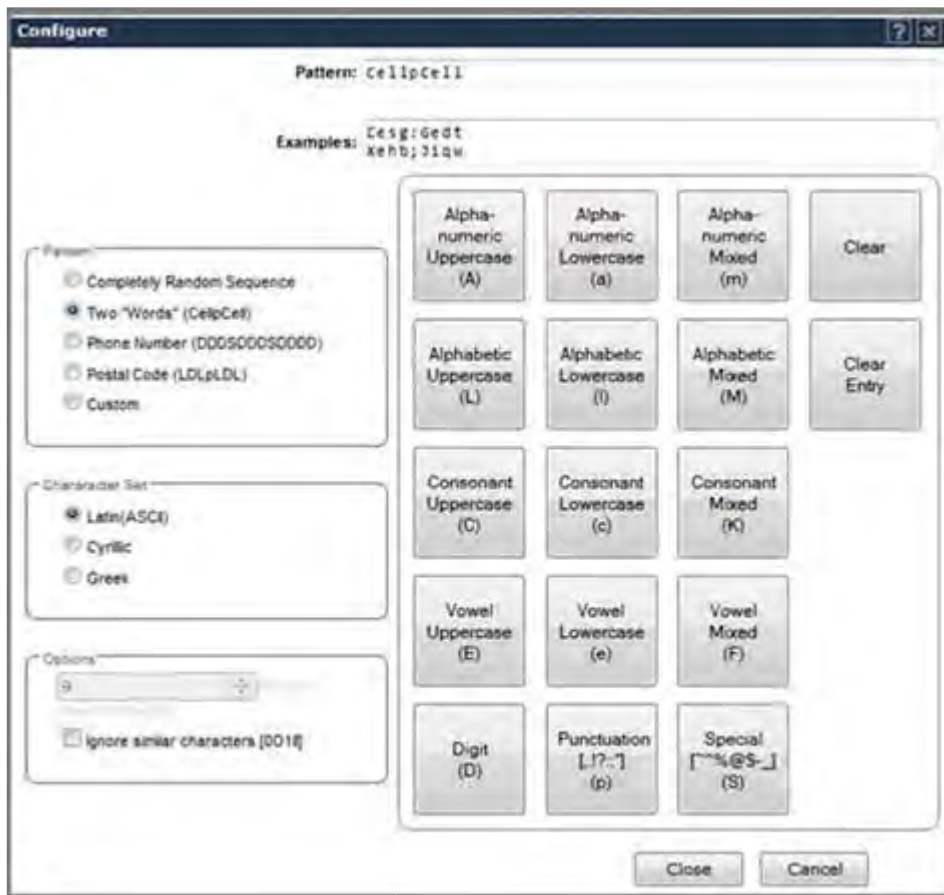 Configure
Pattern: CellpCell
Examples: Cesg:Gedt
Xehb;Jiqw
Pattern
Completely Random Sequence
Two "Words" (CellpCell)
Phone Number (DDDSDDDSDDDD)
Postal Code (LDLpLDL)
Custom
Character Set
Latin(ASCII)
Cyrillic
Greek
Options
9
Ignore similar characters
Alpha-
numeric
Uppercase
(A)
Alpha-
numeric
Lowercase
(a)
Alpha-
numeric
Mixed
(m)
Clear
Alphabetic
Uppercase
(L)
Alphabetic
Lowercase
(l)
Alphabetic
Mixed
(M)
Clear
Entry
Consonant
Uppercase
(C)
Consonant
Lowercase
(c)
Consonant
Mixed
(K)
Vowel
Uppercase
(E)
Vowel
Lowercase
(e)
Vowel
Mixed
(F)
Digit
(D)
Punctuation
(p)
Special
(S)
Close
Cancel